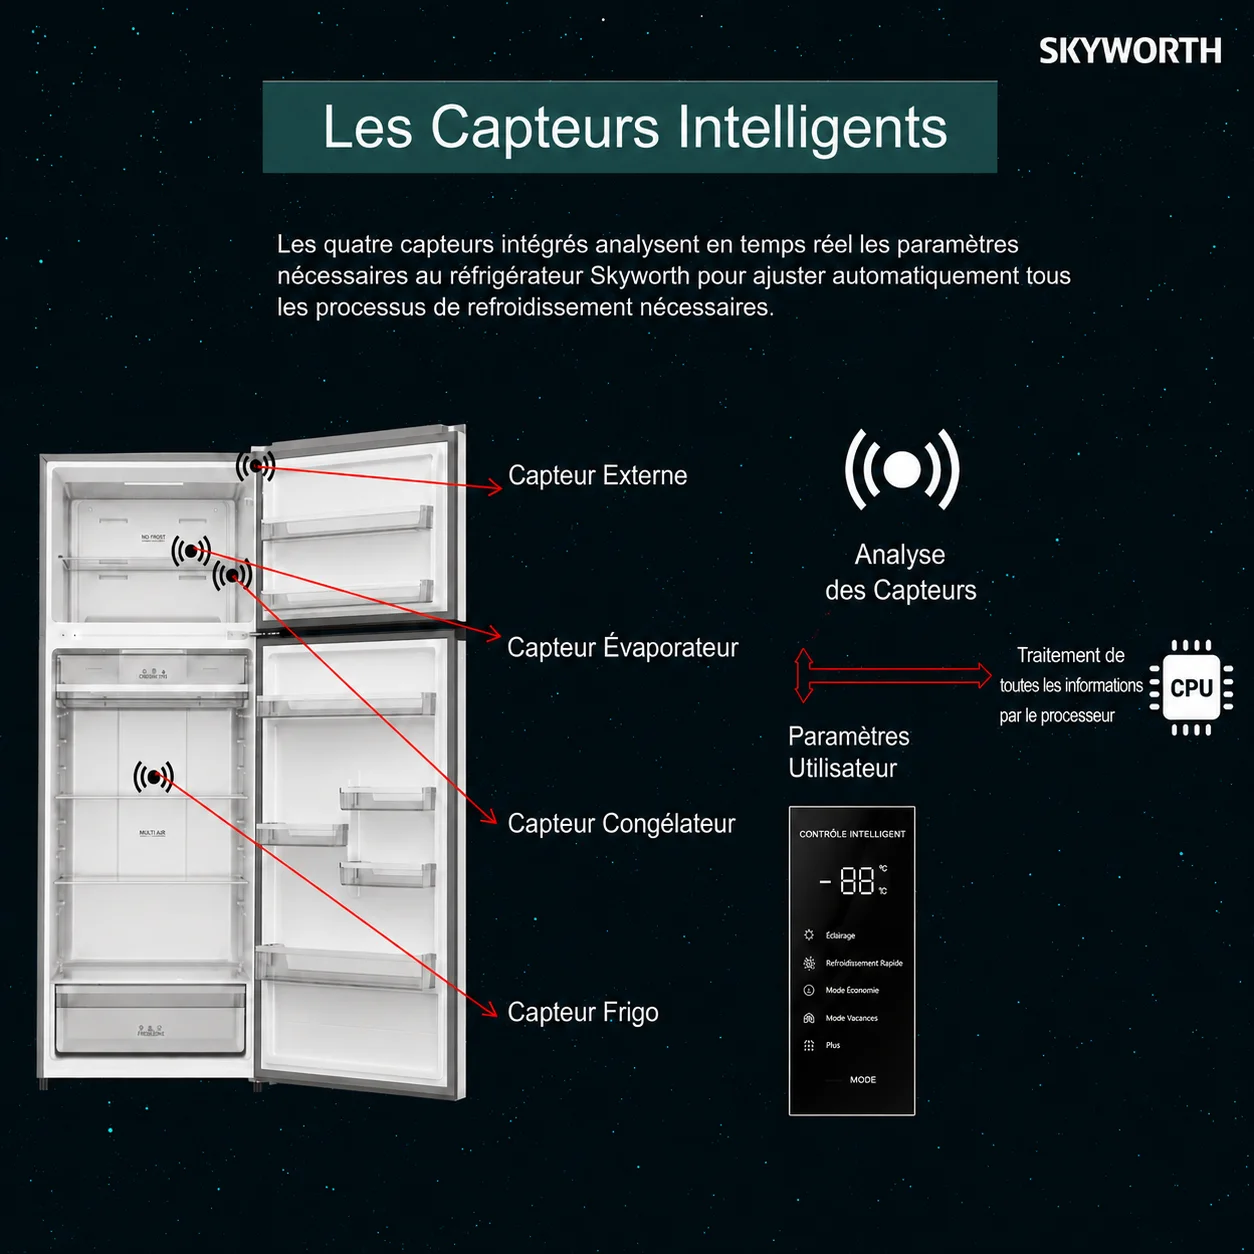 SKYWORTH
Les Capteurs Intelligents
Les quatre capteurs intégrés analysent en temps réel les paramètres
nécessaires au réfrigérateur Skyworth pour ajuster automatiquement tous
les processus de refroidissement nécessaires.
NO FROST
MULTI AIR
Capteur Externe
Capteur Évaporateur
Capteur Congélateur
Capteur Frigo
Analyse
des Capteurs
Traitement de
toutes les informations
par le processeur
CPU
Paramètres
Utilisateur
CONTRÔLE INTELLIGENT
-88 °C
°C
Éclairage
Refroidissement Rapide
Mode Économie
Mode Vacances
Plus
MODE